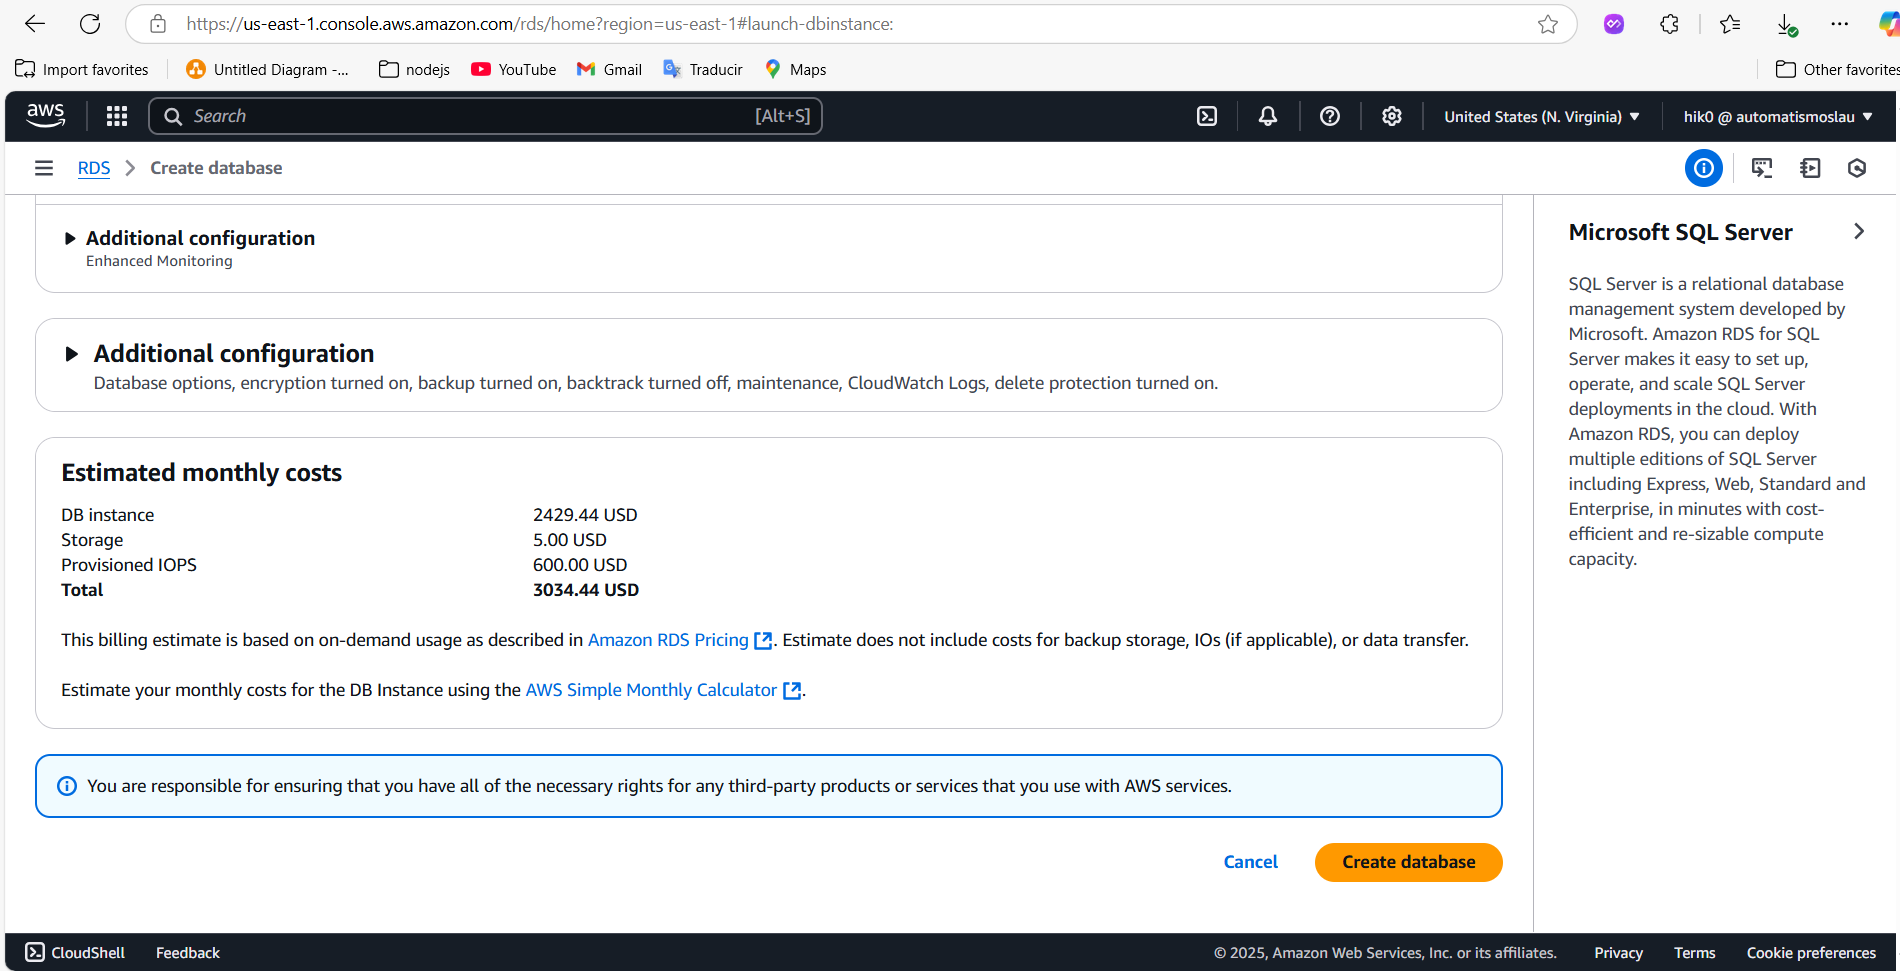 https://us-east-1.console.aws.amazon.com/rds/home?region=us-east-1#launch-dbinstance:
Import favorites
Untitled Diagram -...
nodejs
YouTube
Gmail
Traducir
Maps
Other favorites
aws
Search
[Alt+S]
United States (N. Virginia)
hik0 @ automatismoslau
RDS
Create database
Additional configuration
Enhanced Monitoring
Additional configuration
Database options, encryption turned on, backup turned on, backtrack turned off, maintenance, CloudWatch Logs, delete protection turned on.
Estimated monthly costs
DB instance 2429.44 USD
Storage 5.00 USD
Provisioned IOPS 600.00 USD
Total 3034.44 USD
This billing estimate is based on on-demand usage as described in Amazon RDS Pricing. Estimate does not include costs for backup storage, IOs (if applicable), or data transfer.
Estimate your monthly costs for the DB Instance using the AWS Simple Monthly Calculator.
You are responsible for ensuring that you have all of the necessary rights for any third-party products or services that you use with AWS services.
Cancel
Create database
Microsoft SQL Server
SQL Server is a relational database
management system developed by
Microsoft. Amazon RDS for SQL
Server makes it easy to set up,
operate, and scale SQL Server
deployments in the cloud. With
Amazon RDS, you can deploy
multiple editions of SQL Server
including Express, Web, Standard and
Enterprise, in minutes with cost-
efficient and re-sizable compute
capacity.
CloudShell
Feedback
© 2025, Amazon Web Services, Inc. or its affiliates.
Privacy
Terms
Cookie preferences